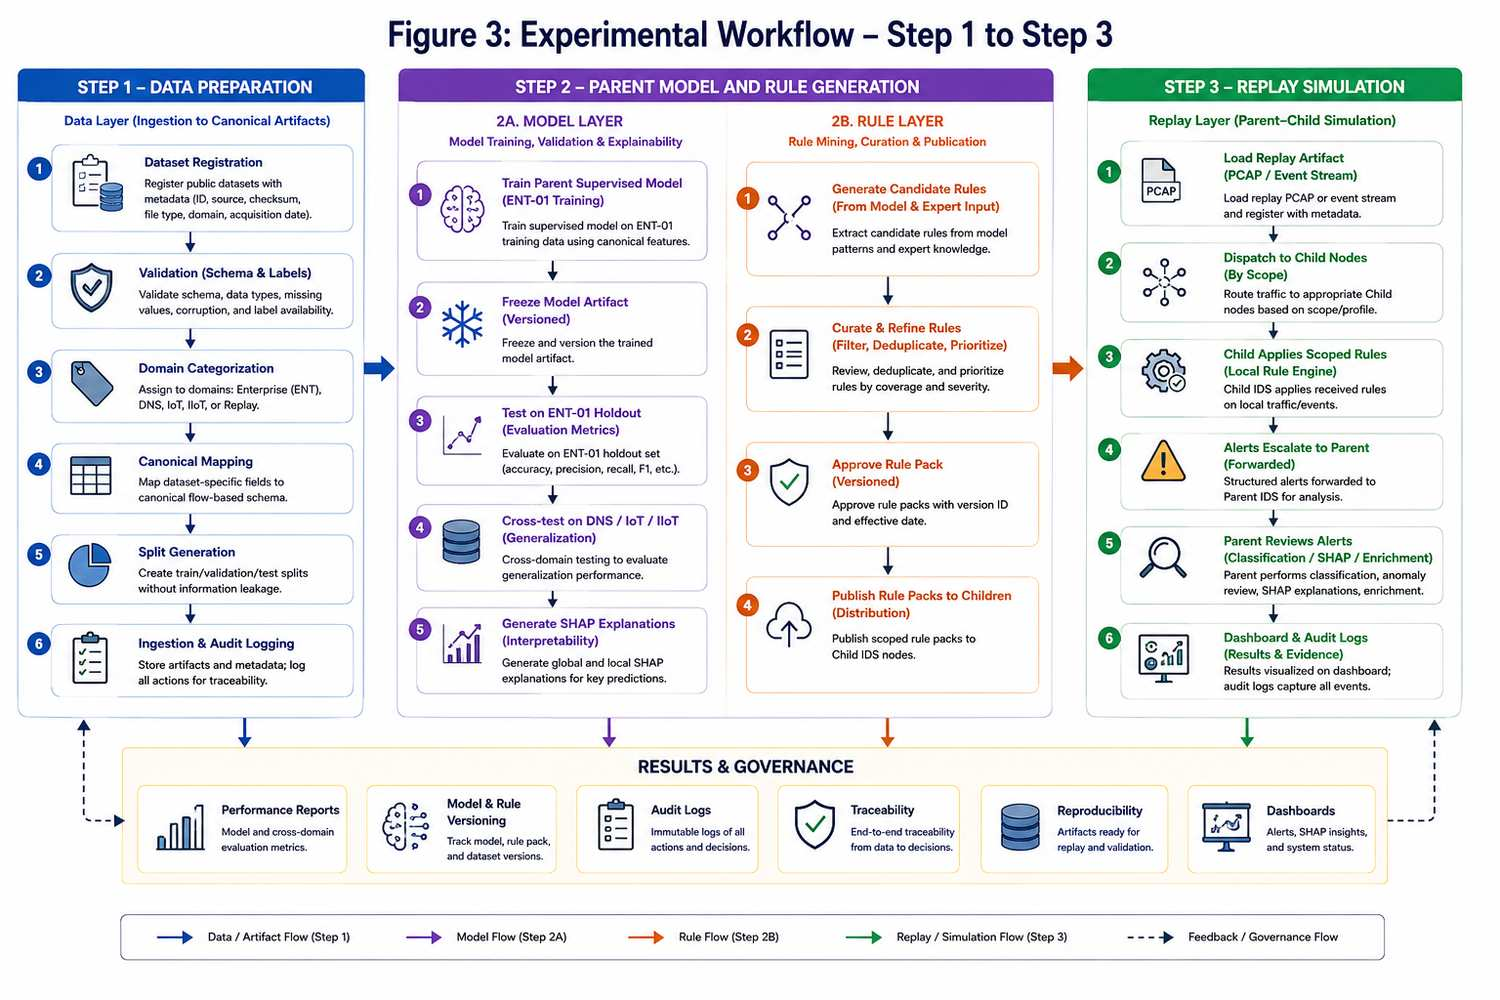 Figure 3: Experimental Workflow – Step 1 to Step 3
STEP 1 – DATA PREPARATION
Data Layer (Ingestion to Canonical Artifacts)
1
Dataset Registration
Register public datasets with
metadata (ID, source, checksum,
file type, domain, acquisition date).
2
Validation (Schema & Labels)
Validate schema, data types, missing
values, corruption, and label availability.
3
Domain Categorization
Assign to domains: Enterprise (ENT),
DNS, IoT, IIoT, or Replay.
4
Canonical Mapping
Map dataset-specific fields to
canonical flow-based schema.
5
Split Generation
Create train/validation/test splits
without information leakage.
6
Ingestion & Audit Logging
Store artifacts and metadata; log
all actions for traceability.
STEP 2 – PARENT MODEL AND RULE GENERATION
2A. MODEL LAYER
Model Training, Validation & Explainability
1
Train Parent Supervised Model
(ENT-01 Training)
Train supervised model on ENT-01
training data using canonical features.
2
Freeze Model Artifact
(Versioned)
Freeze and version the trained
model artifact.
3
Test on ENT-01 Holdout
(Evaluation Metrics)
Evaluate on ENT-01 holdout set
(accuracy, precision, recall, F1, etc.).
4
Cross-test on DNS / IoT / IIoT
(Generalization)
Cross-domain testing to evaluate
generalization performance.
5
Generate SHAP Explanations
(Interpretability)
Generate global and local SHAP
explanations for key predictions.
2B. RULE LAYER
Rule Mining, Curation & Publication
1
Generate Candidate Rules
(From Model & Expert Input)
Extract candidate rules from model
patterns and expert knowledge.
2
Curate & Refine Rules
(Filter, Deduplicate, Prioritize)
Review, deduplicate, and prioritize
rules by coverage and severity.
3
Approve Rule Pack
(Versioned)
Approve rule packs with version ID
and effective date.
4
Publish Rule Packs to Children
(Distribution)
Publish scoped rule packs to
Child IDS nodes.
STEP 3 – REPLAY SIMULATION
Replay Layer (Parent–Child Simulation)
1
PCAP
Load Replay Artifact
(PCAP / Event Stream)
Load replay PCAP or event stream
and register with metadata.
2
Dispatch to Child Nodes
(By Scope)
Route traffic to appropriate Child
nodes based on scope/profile.
3
Child Applies Scoped Rules
(Local Rule Engine)
Child IDS applies received rules
on local traffic/events.
4
Alerts Escalate to Parent
(Forwarded)
Structured alerts forwarded to
Parent IDS for analysis.
5
Parent Reviews Alerts
(Classification / SHAP / Enrichment)
Parent performs classification, anomaly
review, SHAP explanations, enrichment.
6
Dashboard & Audit Logs
(Results & Evidence)
Results visualized on dashboard;
audit logs capture all events.
RESULTS & GOVERNANCE
Performance Reports
Model and cross-domain
evaluation metrics.
Model & Rule
Versioning
Track model, rule pack,
and dataset versions.
Audit Logs
Immutable logs of all
actions and decisions.
Traceability
End-to-end traceability
from data to decisions.
Reproducibility
Artifacts ready for
replay and validation.
Dashboards
Alerts, SHAP insights,
and system status.
Data / Artifact Flow (Step 1)
Model Flow (Step 2A)
Rule Flow (Step 2B)
Replay / Simulation Flow (Step 3)
Feedback / Governance Flow